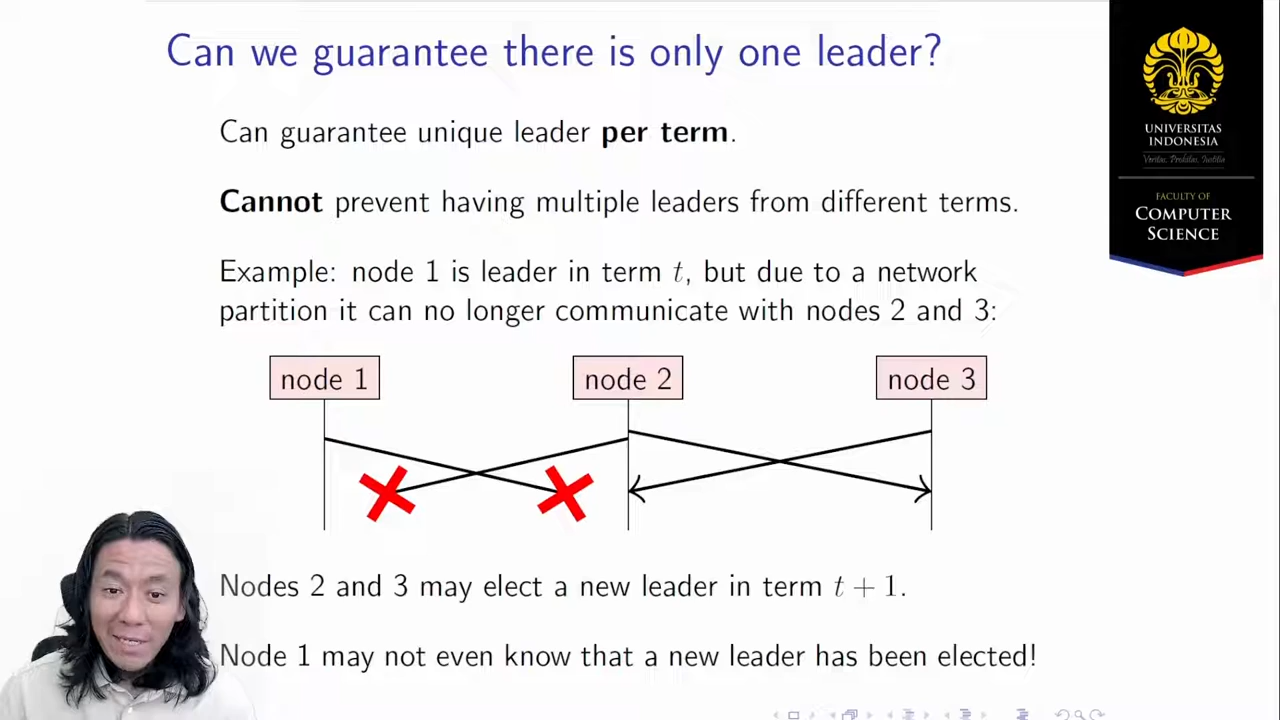 Can we guarantee there is only one leader?
Can guarantee unique leader per term.
Cannot prevent having multiple leaders from different terms.
Example: node 1 is leader in term t, but due to a network
partition it can no longer communicate with nodes 2 and 3:
node 1
node 2
node 3
Nodes 2 and 3 may elect a new leader in term t + 1.
Node 1 may not even know that a new leader has been elected!
UNIVERSITAS
INDONESIA
Veritas, Probitas, Iustitia
FACULTY OF
COMPUTER
SCIENCE